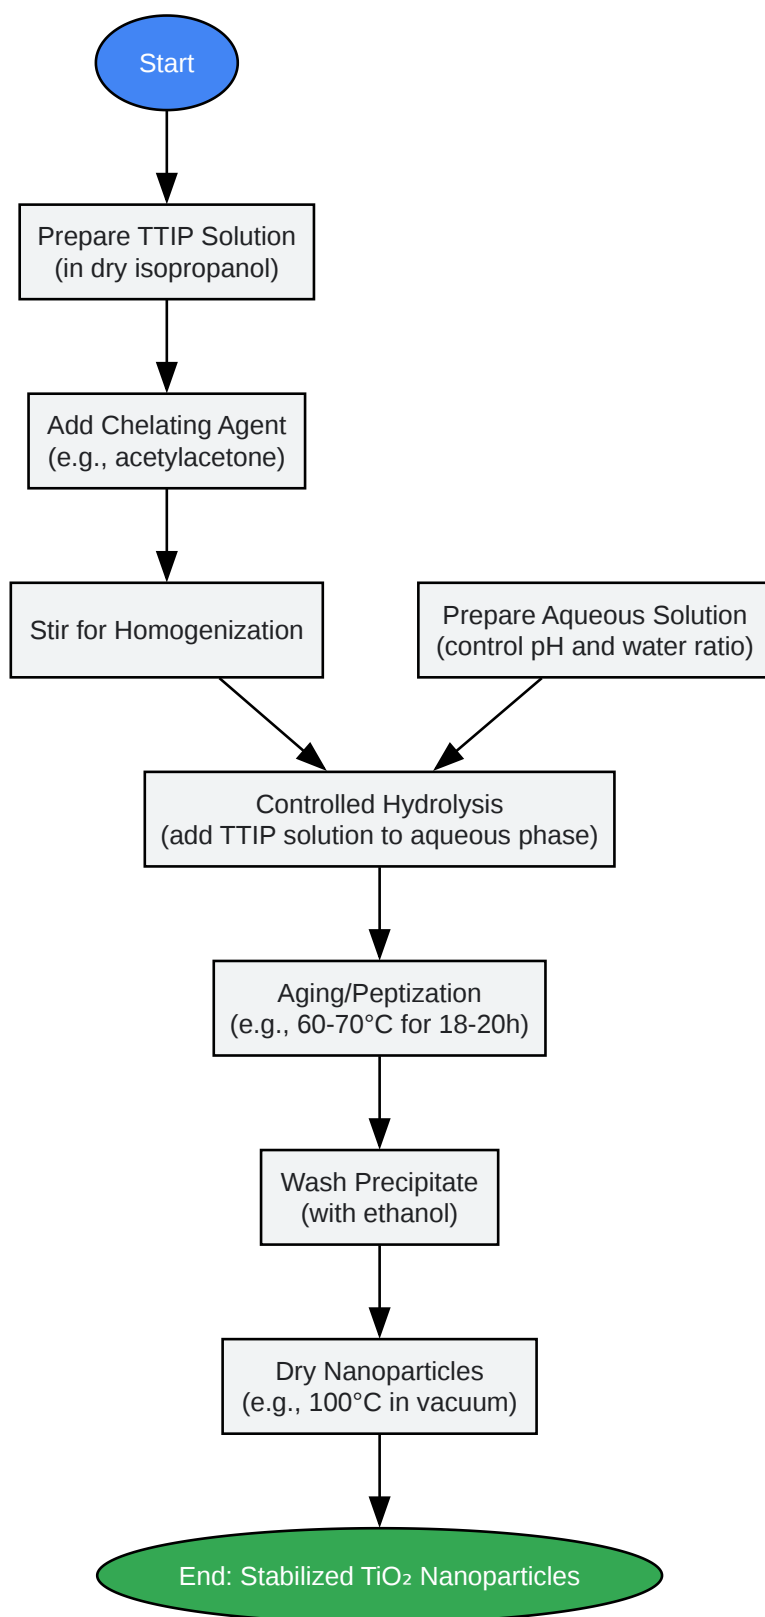 Start
Prepare TTIP Solution
(in dry isopropanol)
Add Chelating Agent
(e.g., acetylacetone)
Stir for Homogenization
Prepare Aqueous Solution
(control pH and water ratio)
Controlled Hydrolysis
(add TTIP solution to aqueous phase)
Aging/Peptization
(e.g., 60-70°C for 18-20h)
Wash Precipitate
(with ethanol)
Dry Nanoparticles
(e.g., 100°C in vacuum)
End: Stabilized TiO₂ Nanoparticles